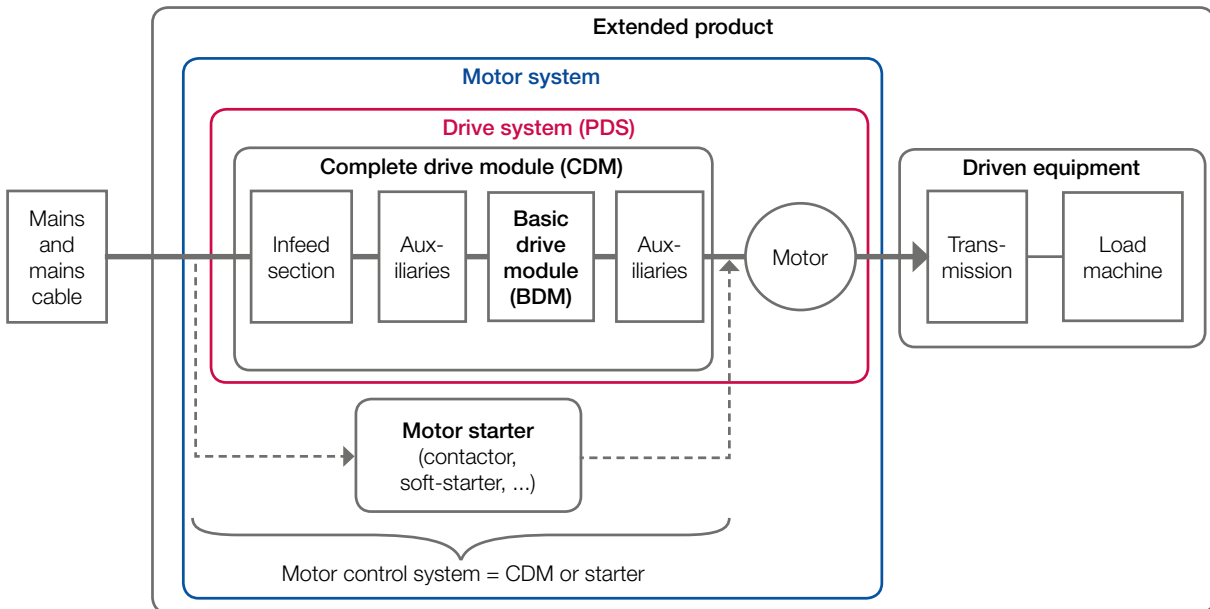 Extended product
Motor system
Drive system (PDS)
Complete drive module (CDM)
Driven equipment
Mains
and
mains
cable
Infeed
section
Aux-
iliaries
Basic
drive
module
(BDM)
Aux-
iliaries
Motor
Trans-
mission
Load
machine
Motor starter
(contactor,
soft-starter, ...)
Motor control system = CDM or starter